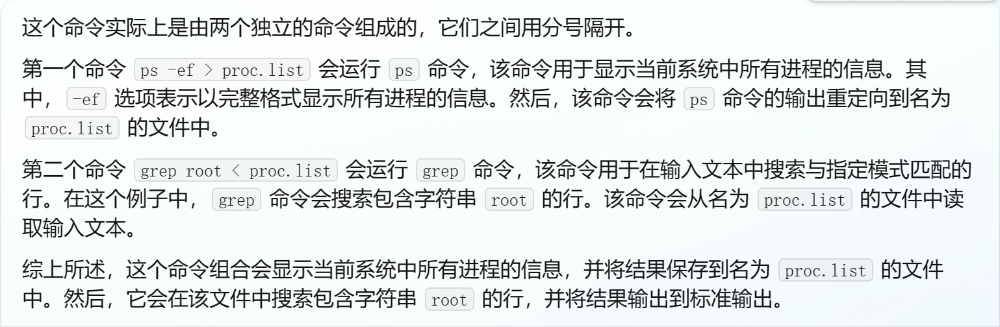 这个命令实际上是由两个独立的命令组成的，它们之间用分号隔开。
第一个命令 ps -ef > proc.list 会运行 ps 命令，该命令用于显示当前系统中所有进程的信息。其
中， -ef 选项表示以完整格式显示所有进程的信息。然后，该命令会将 ps 命令的输出重定向到名为
proc.list 的文件中。
第二个命令 grep root < proc.list 会运行 grep 命令，该命令用于在输入文本中搜索与指定模式匹配的
行。在这个例子中， grep 命令会搜索包含字符串 root 的行。该命令会从名为 proc.list 的文件中读
取输入文本。
综上所述，这个命令组合会显示当前系统中所有进程的信息，并将结果保存到名为 proc.list 的文件
中。然后，它会在该文件中搜索包含字符串 root 的行，并将结果输出到标准输出。